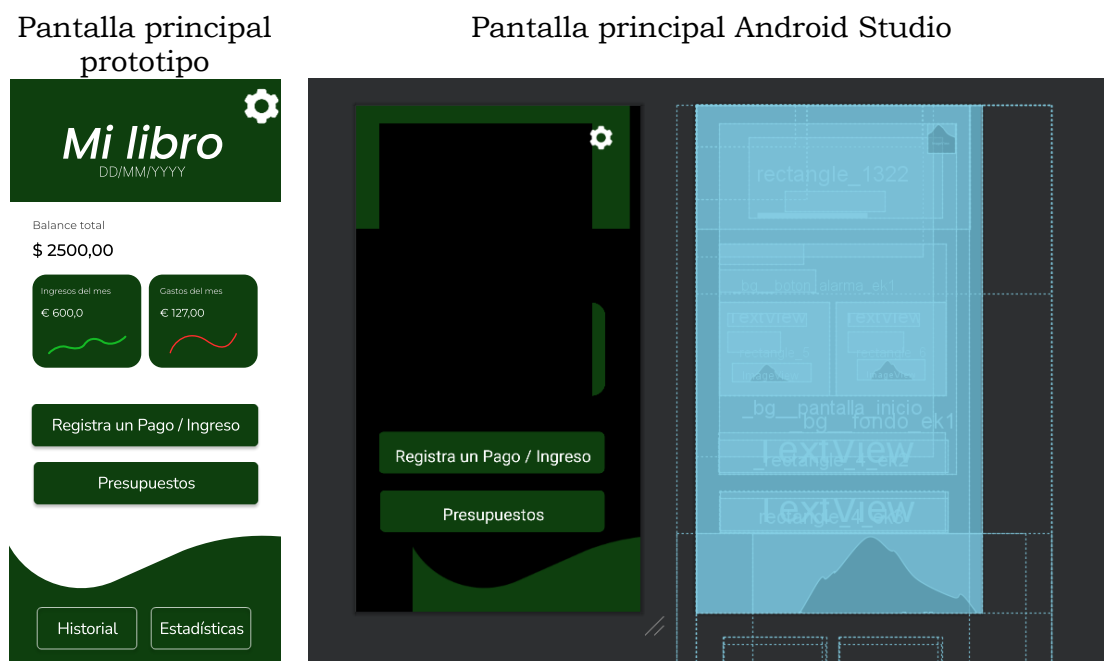 Pantalla principal
prototipo
Pantalla principal Android Studio
Mi libro
DD/MM/YYYY
Balance total
$ 2500,00
Ingresos del mes
Gastos del mes
€ 600,0
€ 127,00
Registra un Pago / Ingreso
Presupuestos
Historial
Estadísticas
Registra un Pago / Ingreso
Presupuestos
rectangle_1322
_bg__boton_alarma_ek1
TextView
TextView
_bg__pantalla_inicio
_bg__fondo_ek1
TextView
_rectangle_4_ek2
TextView